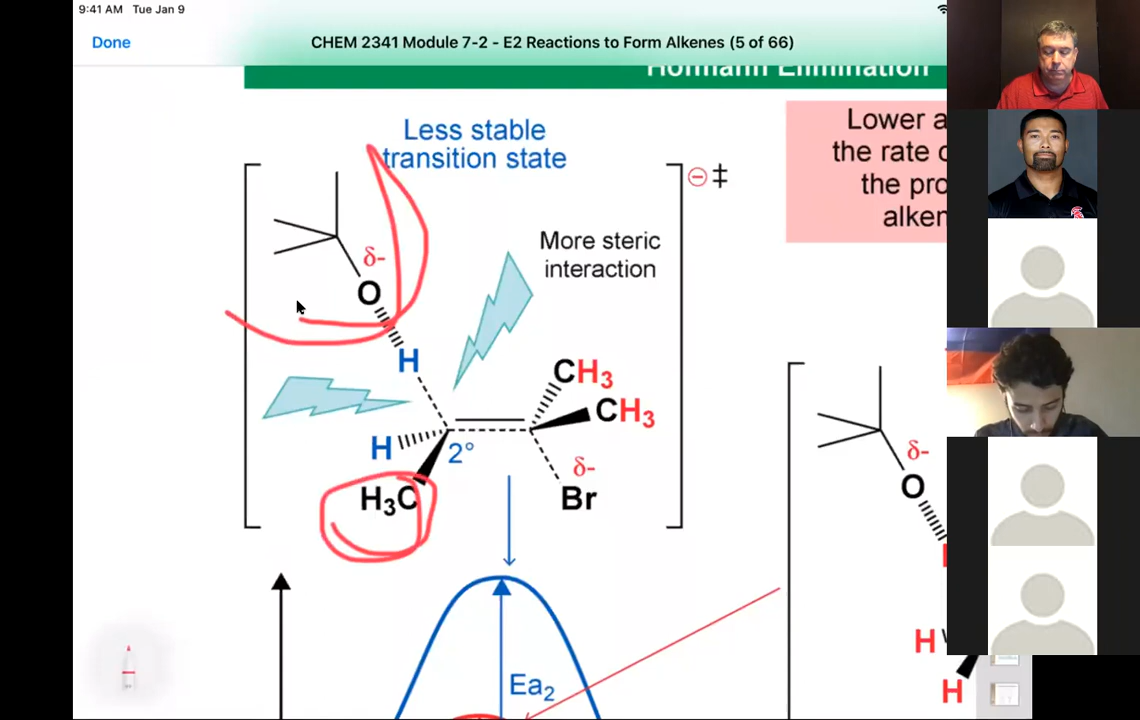 9:41 AM Tue Jan 9
Done
CHEM 2341 Module 7-2 - E2 Reactions to Form Alkenes (5 of 66)
Hofmann Elimination
Less stable
transition state
⊖ ‡
Lower a
the rate
the pro
alken
More steric
interaction
δ-
O
H
CH₃
CH₃
H
2°
δ-
H₃C
Br
δ-
O
H
H
Ea₂